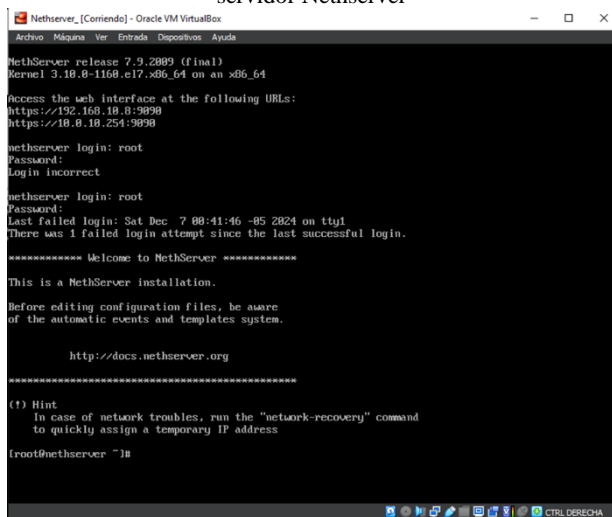 servidor Nethserver
Nethserver_ [Corriendo] - Oracle VM VirtualBox
Archivo Máquina Ver Entrada Dispositivos Ayuda
NethServer release 7.9.2009 (final)
Kernel 3.10.0-1160.el7.x86_64 on an x86_64
Access the web interface at the following URLs:
https://192.168.10.8:9090
https://10.0.10.254:9090
nethserver login: root
Password:
Login incorrect
nethserver login: root
Password:
Last failed login: Sat Dec  7 00:41:46 -05 2024 on tty1
There was 1 failed login attempt since the last successful login.
************ Welcome to NethServer ************
This is a NethServer installation.
Before editing configuration files, be aware
of the automatic events and templates system.
http://docs.nethserver.org
***********************************************
(!) Hint
In case of network troubles, run the "network-recovery" command
to quickly assign a temporary IP address
[root@nethserver ~]#
CTRL DERECHA